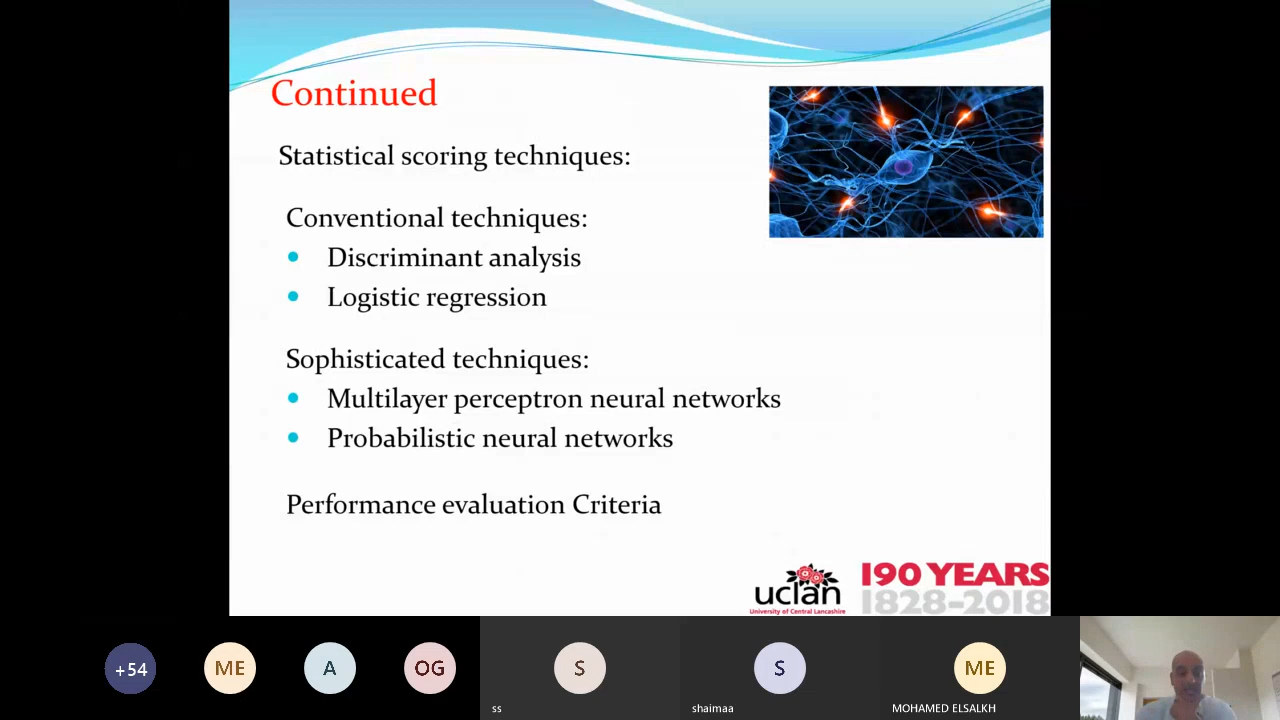 Continued
Statistical scoring techniques:
Conventional techniques:
Discriminant analysis
Logistic regression
Sophisticated techniques:
Multilayer perceptron neural networks
Probabilistic neural networks
Performance evaluation Criteria
uclan
University of Central Lancashire
190 YEARS
1828-2018
+54
ME
A
OG
S
S
ME
ss
shaimaa
MOHAMED ELSALKH